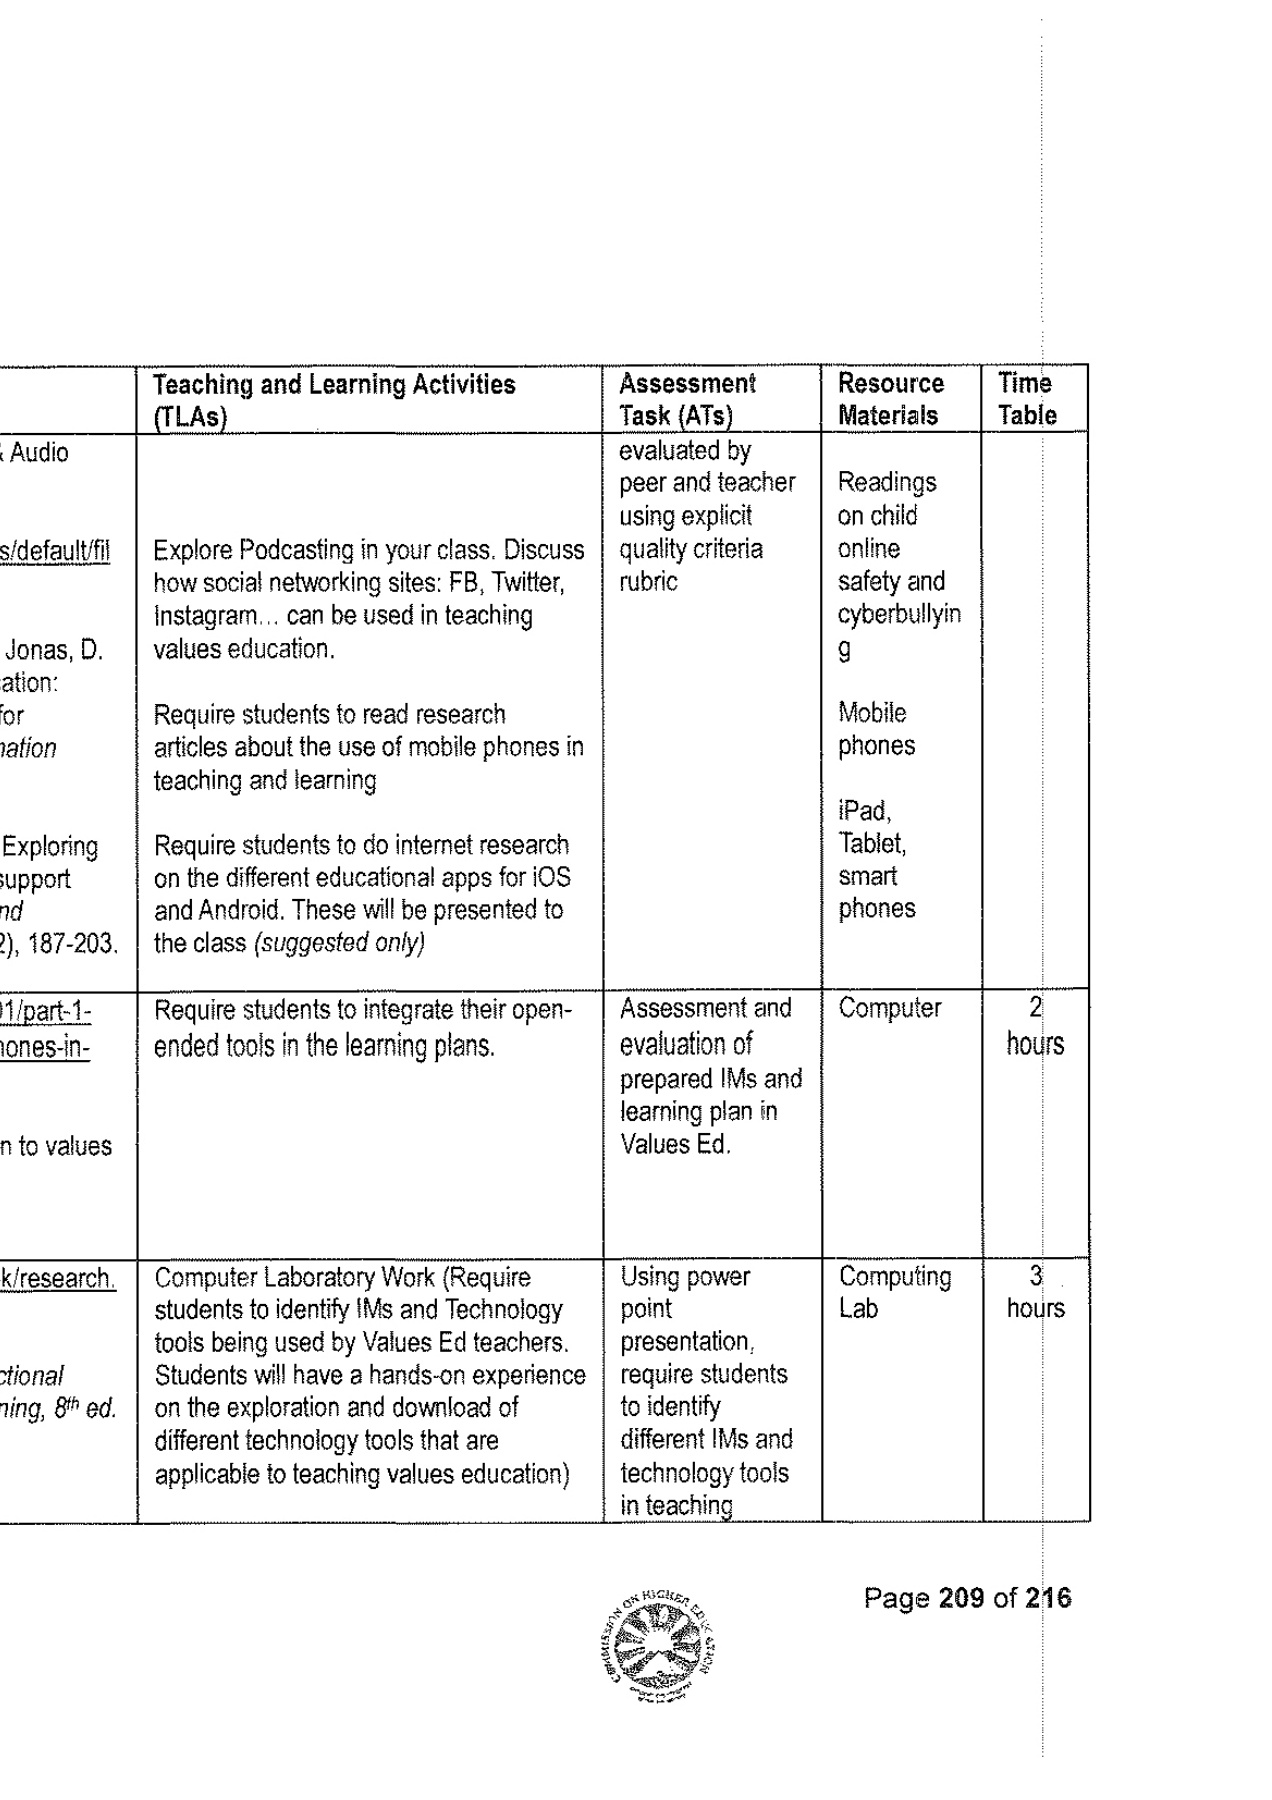 Teaching and Learning Activities
(TLAs)
Assessment
Task (ATs)
Resource
Materials
Time
Table
& Audio
s/default/fil
Jonas, D.
ation:
for
nation
Exploring
support
nd
2), 187-203.
Explore Podcasting in your class. Discuss
how social networking sites: FB, Twitter,
Instagram... can be used in teaching
values education.
Require students to read research
articles about the use of mobile phones in
teaching and learning
Require students to do internet research
on the different educational apps for iOS
and Android. These will be presented to
the class (suggested only)
evaluated by
peer and teacher
using explicit
quality criteria
rubric
Readings
on child
online
safety and
cyberbullyin
g
Mobile
phones
iPad,
Tablet,
smart
phones
01/part-1-
hones-in-
n to values
Require students to integrate their open-
ended tools in the learning plans.
Assessment and
evaluation of
prepared IMs and
learning plan in
Values Ed.
Computer
2
hours
k/research.
ctional
ning, 8th ed.
Computer Laboratory Work (Require
students to identify IMs and Technology
tools being used by Values Ed teachers.
Students will have a hands-on experience
on the exploration and download of
different technology tools that are
applicable to teaching values education)
Using power
point
presentation,
require students
to identify
different IMs and
technology tools
in teaching
Computing
Lab
3
hours
COMMISSION ON HIGHER EDUCATION
Page 209 of 216